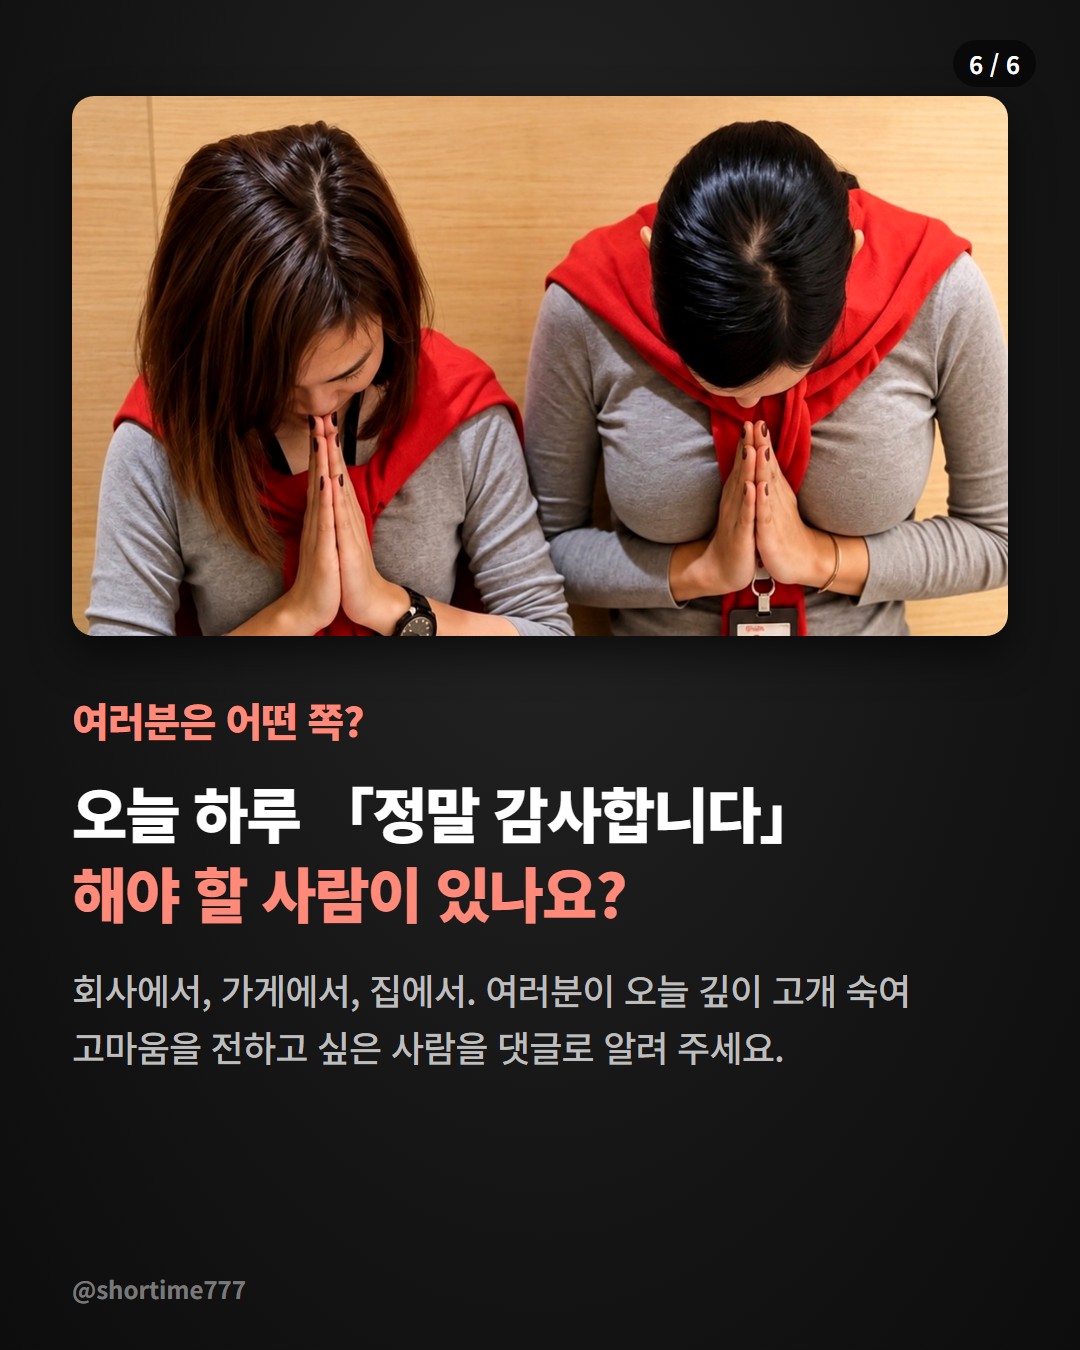 6 / 6
여러분은 어떤 쪽?
오늘 하루 「정말 감사합니다」
해야 할 사람이 있나요?
회사에서, 가게에서, 집에서. 여러분이 오늘 깊이 고개 숙여
고마움을 전하고 싶은 사람을 댓글로 알려 주세요.
@shortime777